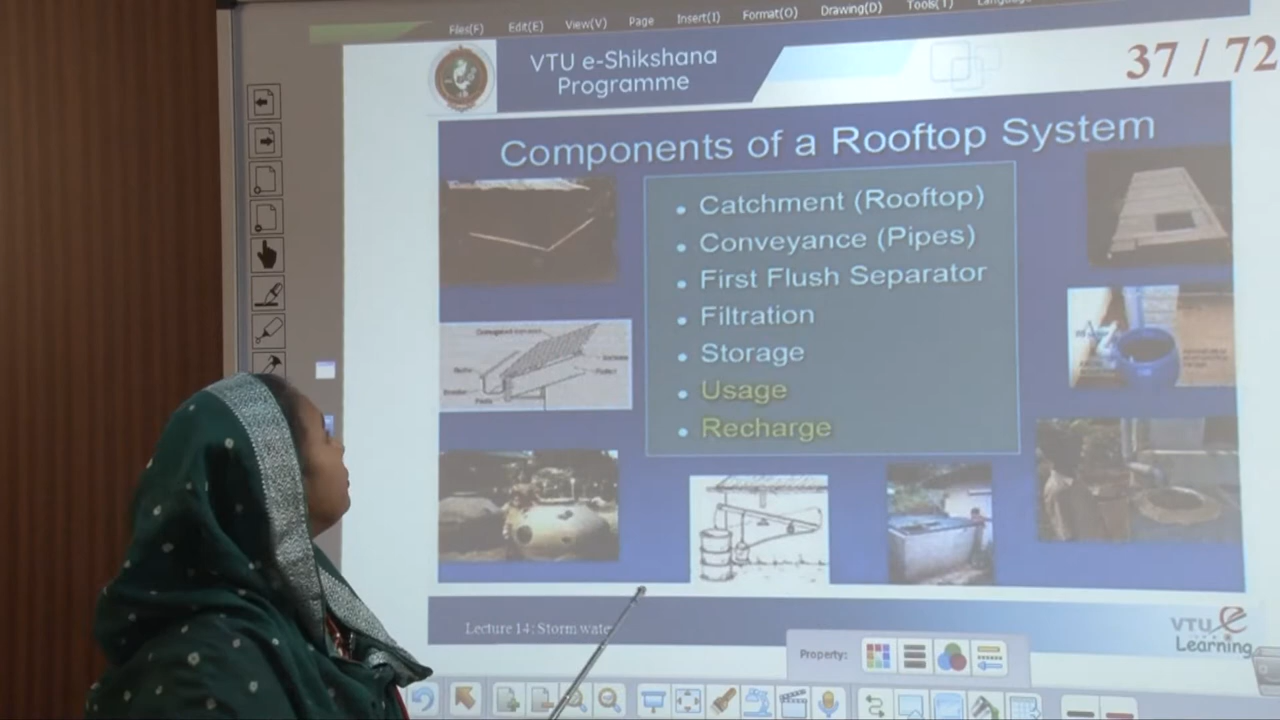 Files(F) Edit(E) View(V) Page Insert(I) Format(O) Drawing(D) Tools(T)
VTU e-Shikshana
Programme
37 / 72
Components of a Rooftop System
• Catchment (Rooftop)
• Conveyance (Pipes)
• First Flush Separator
• Filtration
• Storage
• Usage
• Recharge
Lecture 14: Storm
VTU e
Learning
Property: